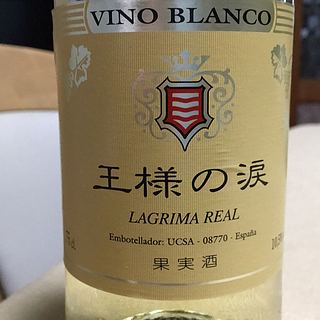 VINO BLANCO
王様の涙
LAGRIMA REAL
Embotellador: UCSA - 08770 - España
果実酒